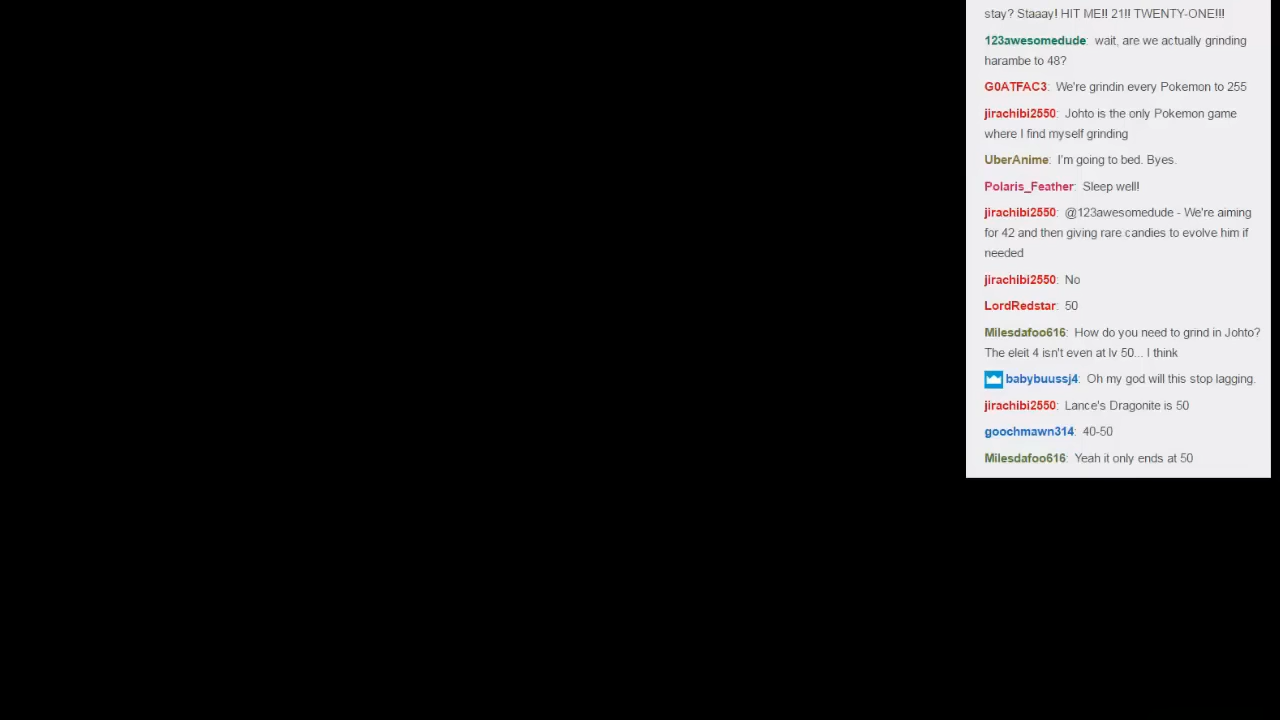 stay? Staaay! HIT ME!! 21!! TWENTY-ONE!!!
123awesomedude: wait, are we actually grinding
harambe to 48?
G0ATFAC3: We're grindin every Pokemon to 255
jirachibi2550: Johto is the only Pokemon game
where I find myself grinding
UberAnime: I'm going to bed. Byes.
Polaris_Feather: Sleep well!
jirachibi2550: @123awesomedude - We're aiming
for 42 and then giving rare candies to evolve him if
needed
jirachibi2550: No
LordRedstar: 50
Milesdafoo616: How do you need to grind in Johto?
The eleit 4 isn't even at lv 50... I think
babybuussj4: Oh my god will this stop lagging.
jirachibi2550: Lance's Dragonite is 50
goochmawn314: 40-50
Milesdafoo616: Yeah it only ends at 50